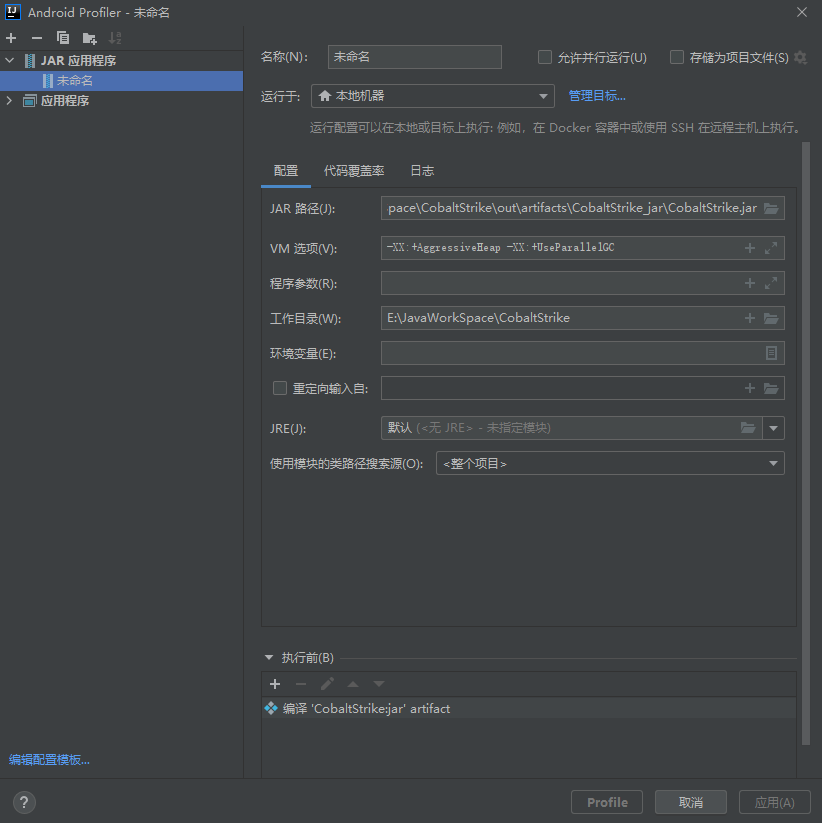 Android Profiler - 未命名
JAR 应用程序
未命名
应用程序
名称(N): 未命名 允许并行运行(U) 存储为项目文件(S)
运行于: 本地机器 管理目标...
运行配置可以在本地或目标上执行: 例如，在 Docker 容器中或使用 SSH 在远程主机上执行。
配置 代码覆盖率 日志
JAR 路径(J): pace\CobaltStrike\out\artifacts\CobaltStrike_jar\CobaltStrike.jar
VM 选项(V): -XX:+AggressiveHeap -XX:+UseParallelGC
程序参数(R):
工作目录(W): E:\JavaWorkSpace\CobaltStrike
环境变量(E):
重定向输入自:
JRE(J): 默认 (<无 JRE> - 未指定模块)
使用模块的类路径搜索源(O): <整个项目>
执行前(B)
编译 'CobaltStrike:jar' artifact
编辑配置模板...
? Profile 取消 应用(A)